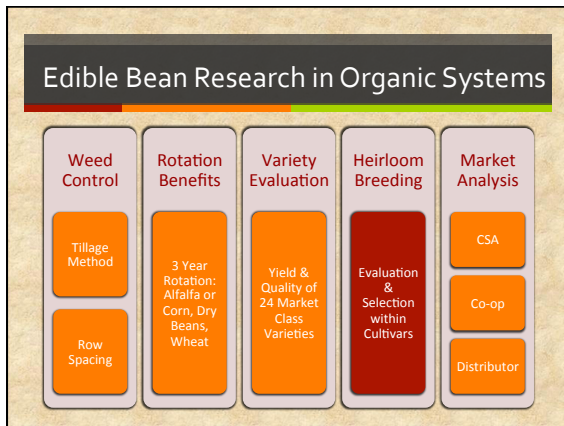 Edible Bean Research in Organic Systems
Weed
Control
Tillage
Method
Row
Spacing
Rotation
Benefits
3 Year
Rotation:
Alfalfa or
Corn, Dry
Beans,
Wheat
Variety
Evaluation
Yield &
Quality of
24 Market
Class
Varieties
Heirloom
Breeding
Evaluation
&
Selection
within
Cultivars
Market
Analysis
CSA
Co-op
Distributor